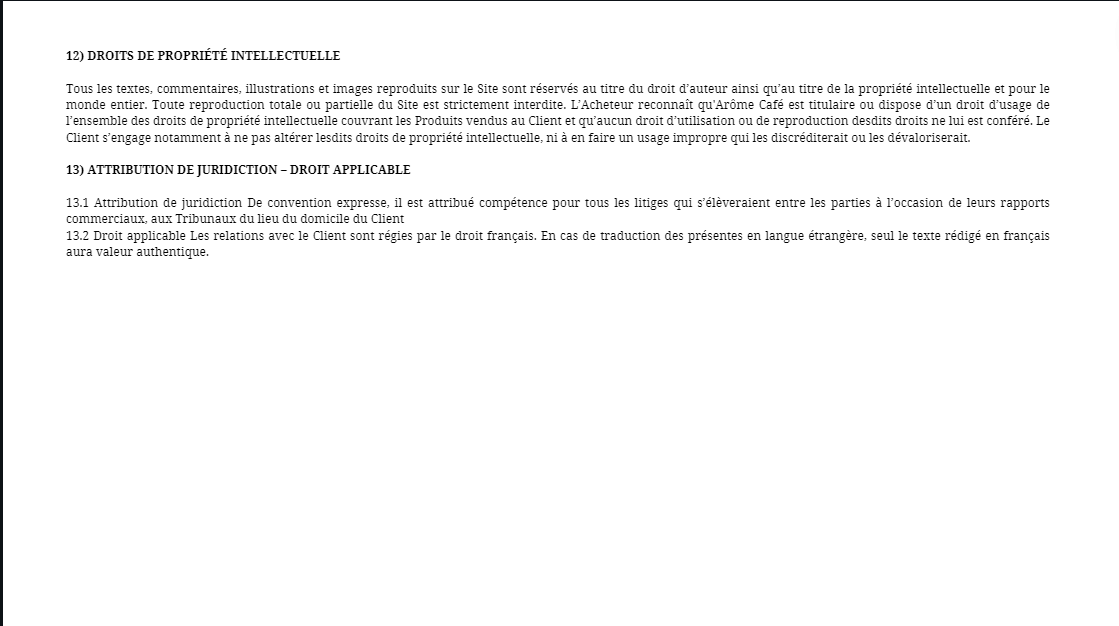 12) DROITS DE PROPRIÉTÉ INTELLECTUELLE
Tous les textes, commentaires, illustrations et images reproduits sur le Site sont réservés au titre du droit d’auteur ainsi qu’au titre de la propriété intellectuelle et pour le
monde entier. Toute reproduction totale ou partielle du Site est strictement interdite. L’Acheteur reconnaît qu’Arôme Café est titulaire ou dispose d’un droit d’usage de
l’ensemble des droits de propriété intellectuelle couvrant les Produits vendus au Client et qu’aucun droit d’utilisation ou de reproduction desdits droits ne lui est conféré. Le
Client s’engage notamment à ne pas altérer lesdits droits de propriété intellectuelle, ni à en faire un usage impropre qui les discréditerait ou les dévaloriserait.
13) ATTRIBUTION DE JURIDICTION – DROIT APPLICABLE
13.1 Attribution de juridiction De convention expresse, il est attribué compétence pour tous les litiges qui s’élèveraient entre les parties à l’occasion de leurs rapports
commerciaux, aux Tribunaux du lieu du domicile du Client
13.2 Droit applicable Les relations avec le Client sont régies par le droit français. En cas de traduction des présentes en langue étrangère, seul le texte rédigé en français
aura valeur authentique.